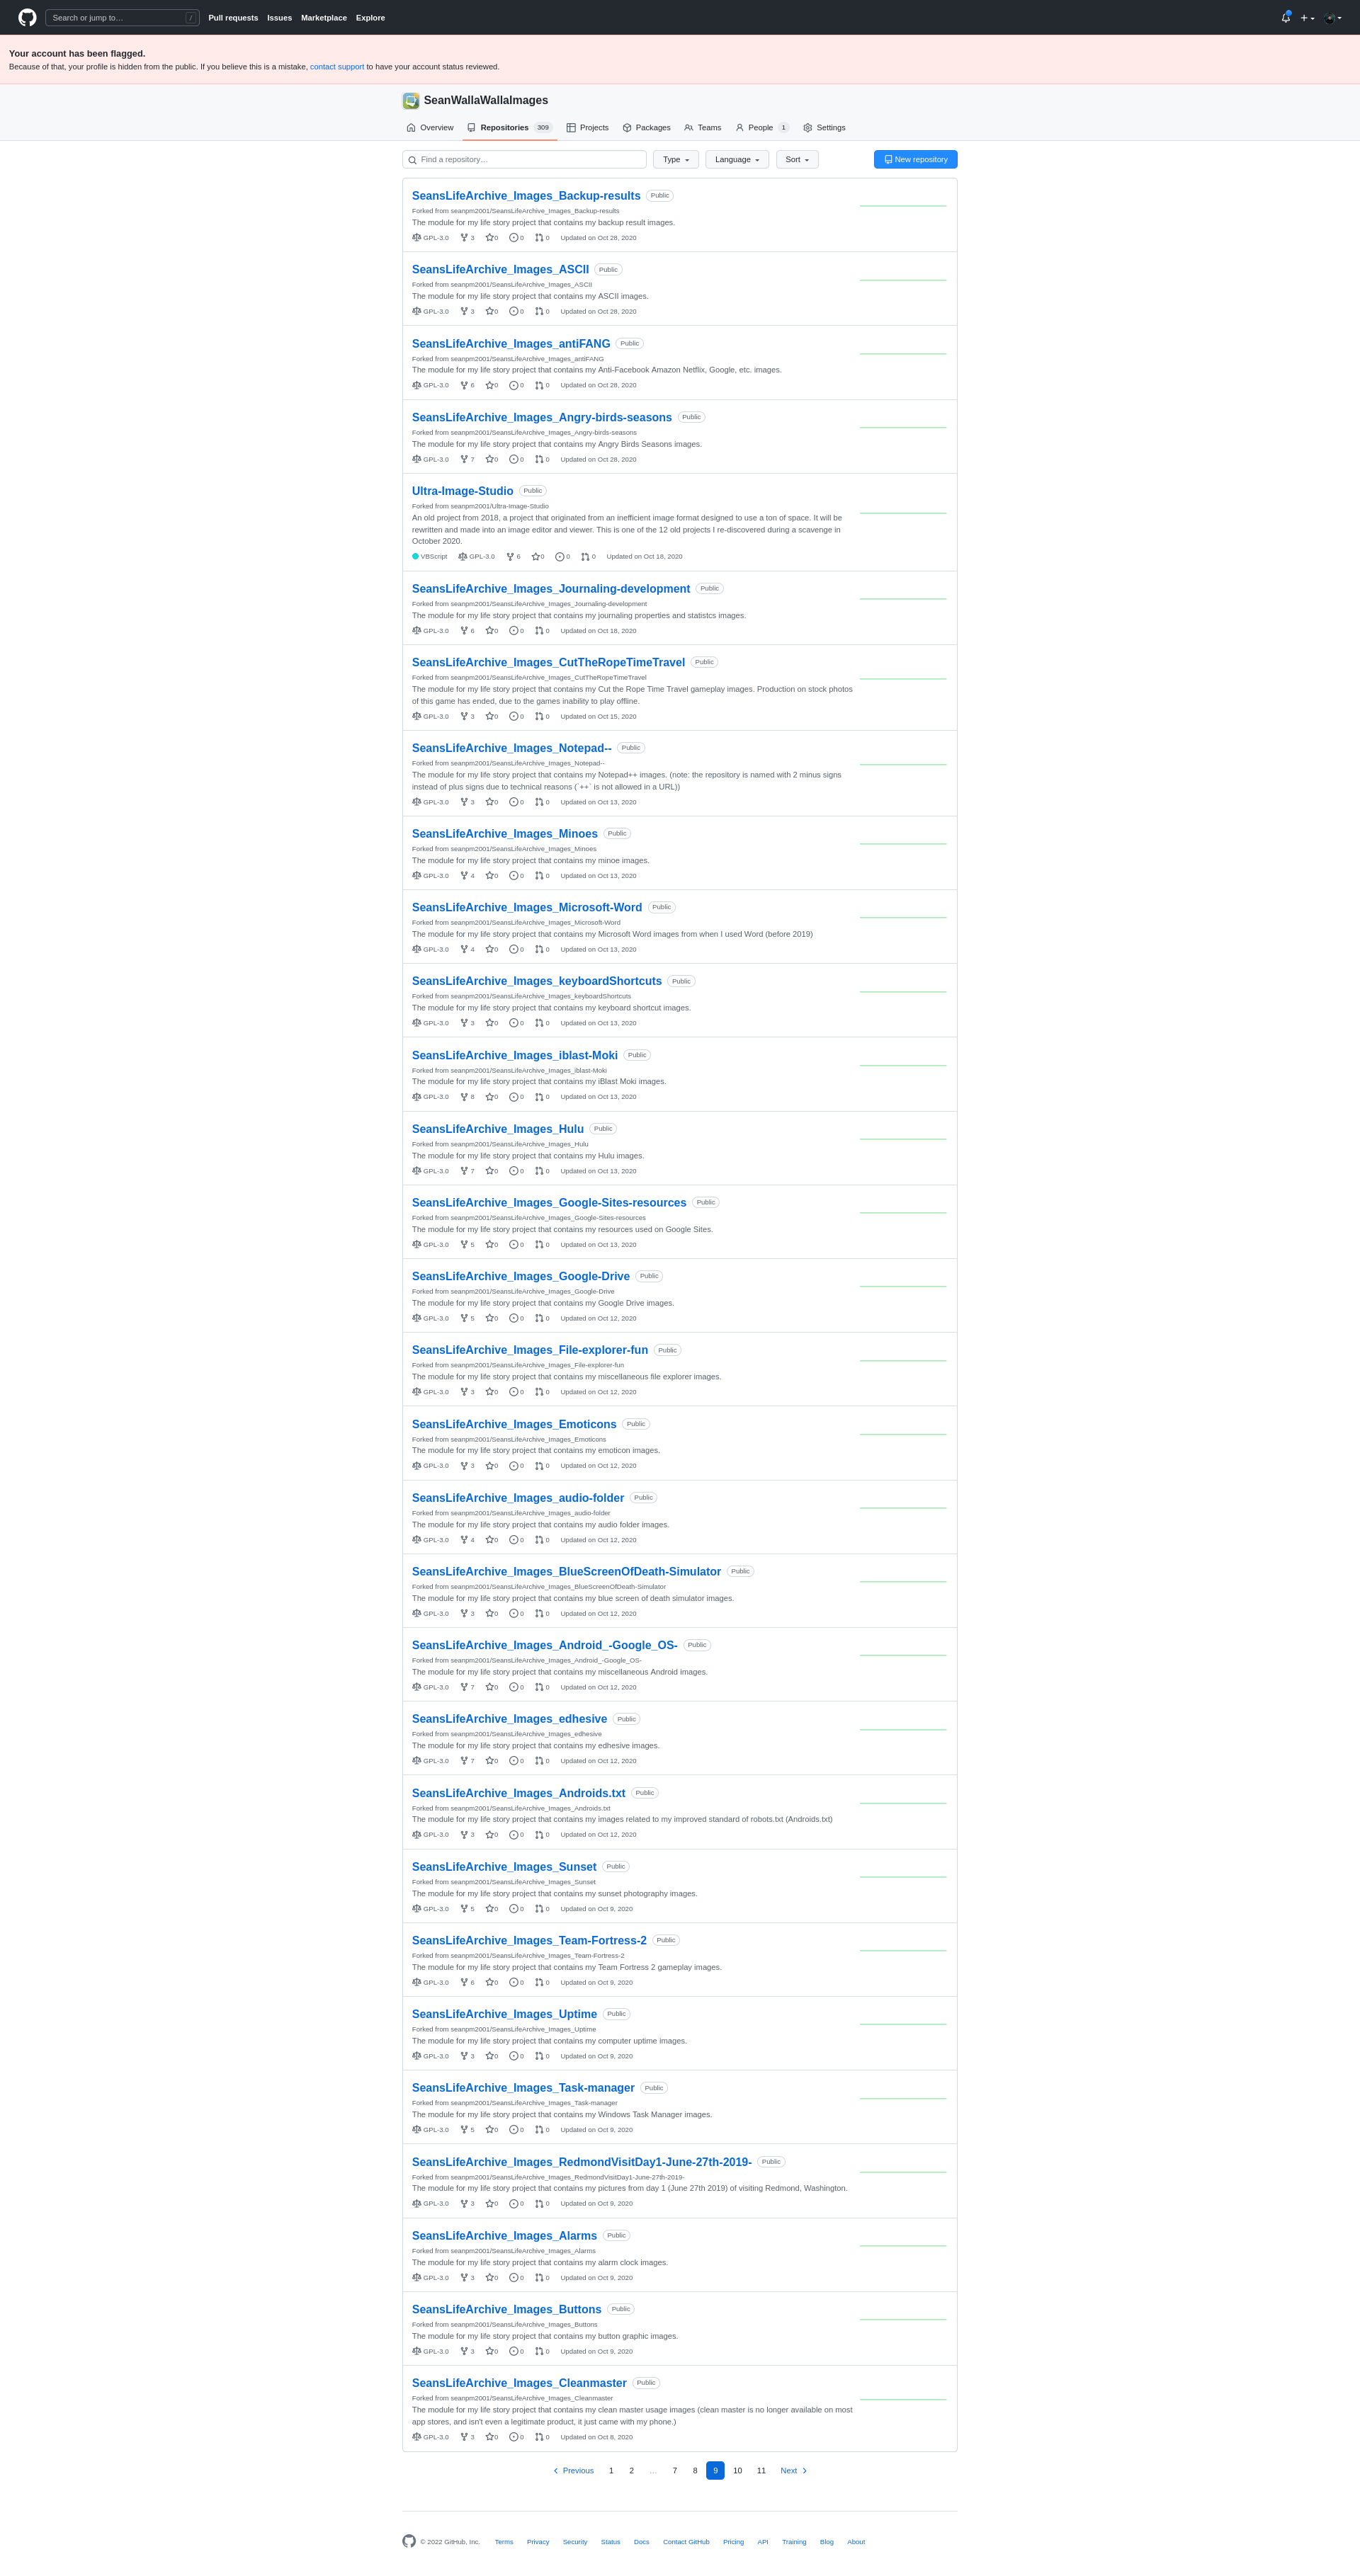 Search or jump to… /
Pull requests Issues Marketplace Explore
Your account has been flagged.
Because of that, your profile is hidden from the public. If you believe this is a mistake, contact support to have your account status reviewed.
SeanWallaWallaImages
Overview Repositories 309 Projects Packages Teams People 1 Settings
Find a repository… Type Language Sort New repository
SeansLifeArchive_Images_Backup-results Public
Forked from seanpm2001/SeansLifeArchive_Images_Backup-results
The module for my life story project that contains my backup result images.
GPL-3.0 3 0 0 0 Updated on Oct 28, 2020
SeansLifeArchive_Images_ASCII Public
Forked from seanpm2001/SeansLifeArchive_Images_ASCII
The module for my life story project that contains my ASCII images.
GPL-3.0 3 0 0 0 Updated on Oct 28, 2020
SeansLifeArchive_Images_antiFANG Public
Forked from seanpm2001/SeansLifeArchive_Images_antiFANG
The module for my life story project that contains my Anti-Facebook Amazon Netflix, Google, etc. images.
GPL-3.0 6 0 0 0 Updated on Oct 28, 2020
SeansLifeArchive_Images_Angry-birds-seasons Public
Forked from seanpm2001/SeansLifeArchive_Images_Angry-birds-seasons
The module for my life story project that contains my Angry Birds Seasons images.
GPL-3.0 7 0 0 0 Updated on Oct 28, 2020
Ultra-Image-Studio Public
Forked from seanpm2001/Ultra-Image-Studio
An old project from 2018, a project that originated from an inefficient image format designed to use a ton of space. It will be
rewritten and made into an image editor and viewer. This is one of the 12 old projects I re-discovered during a scavenge in
October 2020.
VBScript GPL-3.0 6 0 0 0 Updated on Oct 18, 2020
SeansLifeArchive_Images_Journaling-development Public
Forked from seanpm2001/SeansLifeArchive_Images_Journaling-development
The module for my life story project that contains my journaling properties and statistcs images.
GPL-3.0 6 0 0 0 Updated on Oct 18, 2020
SeansLifeArchive_Images_CutTheRopeTimeTravel Public
Forked from seanpm2001/SeansLifeArchive_Images_CutTheRopeTimeTravel
The module for my life story project that contains my Cut the Rope Time Travel gameplay images. Production on stock photos
of this game has ended, due to the games inability to play offline.
GPL-3.0 3 0 0 0 Updated on Oct 15, 2020
SeansLifeArchive_Images_Notepad-- Public
Forked from seanpm2001/SeansLifeArchive_Images_Notepad--
The module for my life story project that contains my Notepad++ images. (note: the repository is named with 2 minus signs
instead of plus signs due to technical reasons (`++` is not allowed in a URL))
GPL-3.0 3 0 0 0 Updated on Oct 13, 2020
SeansLifeArchive_Images_Minoes Public
Forked from seanpm2001/SeansLifeArchive_Images_Minoes
The module for my life story project that contains my minoe images.
GPL-3.0 4 0 0 0 Updated on Oct 13, 2020
SeansLifeArchive_Images_Microsoft-Word Public
Forked from seanpm2001/SeansLifeArchive_Images_Microsoft-Word
The module for my life story project that contains my Microsoft Word images from when I used Word (before 2019)
GPL-3.0 4 0 0 0 Updated on Oct 13, 2020
SeansLifeArchive_Images_keyboardShortcuts Public
Forked from seanpm2001/SeansLifeArchive_Images_keyboardShortcuts
The module for my life story project that contains my keyboard shortcut images.
GPL-3.0 3 0 0 0 Updated on Oct 13, 2020
SeansLifeArchive_Images_iblast-Moki Public
Forked from seanpm2001/SeansLifeArchive_Images_iblast-Moki
The module for my life story project that contains my iBlast Moki images.
GPL-3.0 8 0 0 0 Updated on Oct 13, 2020
SeansLifeArchive_Images_Hulu Public
Forked from seanpm2001/SeansLifeArchive_Images_Hulu
The module for my life story project that contains my Hulu images.
GPL-3.0 7 0 0 0 Updated on Oct 13, 2020
SeansLifeArchive_Images_Google-Sites-resources Public
Forked from seanpm2001/SeansLifeArchive_Images_Google-Sites-resources
The module for my life story project that contains my resources used on Google Sites.
GPL-3.0 5 0 0 0 Updated on Oct 13, 2020
SeansLifeArchive_Images_Google-Drive Public
Forked from seanpm2001/SeansLifeArchive_Images_Google-Drive
The module for my life story project that contains my Google Drive images.
GPL-3.0 5 0 0 0 Updated on Oct 12, 2020
SeansLifeArchive_Images_File-explorer-fun Public
Forked from seanpm2001/SeansLifeArchive_Images_File-explorer-fun
The module for my life story project that contains my miscellaneous file explorer images.
GPL-3.0 3 0 0 0 Updated on Oct 12, 2020
SeansLifeArchive_Images_Emoticons Public
Forked from seanpm2001/SeansLifeArchive_Images_Emoticons
The module for my life story project that contains my emoticon images.
GPL-3.0 3 0 0 0 Updated on Oct 12, 2020
SeansLifeArchive_Images_audio-folder Public
Forked from seanpm2001/SeansLifeArchive_Images_audio-folder
The module for my life story project that contains my audio folder images.
GPL-3.0 4 0 0 0 Updated on Oct 12, 2020
SeansLifeArchive_Images_BlueScreenOfDeath-Simulator Public
Forked from seanpm2001/SeansLifeArchive_Images_BlueScreenOfDeath-Simulator
The module for my life story project that contains my blue screen of death simulator images.
GPL-3.0 3 0 0 0 Updated on Oct 12, 2020
SeansLifeArchive_Images_Android_-Google_OS- Public
Forked from seanpm2001/SeansLifeArchive_Images_Android_-Google_OS-
The module for my life story project that contains my miscellaneous Android images.
GPL-3.0 7 0 0 0 Updated on Oct 12, 2020
SeansLifeArchive_Images_edhesive Public
Forked from seanpm2001/SeansLifeArchive_Images_edhesive
The module for my life story project that contains my edhesive images.
GPL-3.0 7 0 0 0 Updated on Oct 12, 2020
SeansLifeArchive_Images_Androids.txt Public
Forked from seanpm2001/SeansLifeArchive_Images_Androids.txt
The module for my life story project that contains my images related to my improved standard of robots.txt (Androids.txt)
GPL-3.0 3 0 0 0 Updated on Oct 12, 2020
SeansLifeArchive_Images_Sunset Public
Forked from seanpm2001/SeansLifeArchive_Images_Sunset
The module for my life story project that contains my sunset photography images.
GPL-3.0 5 0 0 0 Updated on Oct 9, 2020
SeansLifeArchive_Images_Team-Fortress-2 Public
Forked from seanpm2001/SeansLifeArchive_Images_Team-Fortress-2
The module for my life story project that contains my Team Fortress 2 gameplay images.
GPL-3.0 6 0 0 0 Updated on Oct 9, 2020
SeansLifeArchive_Images_Uptime Public
Forked from seanpm2001/SeansLifeArchive_Images_Uptime
The module for my life story project that contains my computer uptime images.
GPL-3.0 3 0 0 0 Updated on Oct 9, 2020
SeansLifeArchive_Images_Task-manager Public
Forked from seanpm2001/SeansLifeArchive_Images_Task-manager
The module for my life story project that contains my Windows Task Manager images.
GPL-3.0 5 0 0 0 Updated on Oct 9, 2020
SeansLifeArchive_Images_RedmondVisitDay1-June-27th-2019- Public
Forked from seanpm2001/SeansLifeArchive_Images_RedmondVisitDay1-June-27th-2019-
The module for my life story project that contains my pictures from day 1 (June 27th 2019) of visiting Redmond, Washington.
GPL-3.0 3 0 0 0 Updated on Oct 9, 2020
SeansLifeArchive_Images_Alarms Public
Forked from seanpm2001/SeansLifeArchive_Images_Alarms
The module for my life story project that contains my alarm clock images.
GPL-3.0 3 0 0 0 Updated on Oct 9, 2020
SeansLifeArchive_Images_Buttons Public
Forked from seanpm2001/SeansLifeArchive_Images_Buttons
The module for my life story project that contains my button graphic images.
GPL-3.0 3 0 0 0 Updated on Oct 9, 2020
SeansLifeArchive_Images_Cleanmaster Public
Forked from seanpm2001/SeansLifeArchive_Images_Cleanmaster
The module for my life story project that contains my clean master usage images (clean master is no longer available on most
app stores, and isn't even a legitimate product, it just came with my phone.)
GPL-3.0 3 0 0 0 Updated on Oct 8, 2020
Previous 1 2 … 7 8 9 10 11 Next
© 2022 GitHub, Inc. Terms Privacy Security Status Docs Contact GitHub Pricing API Training Blog About